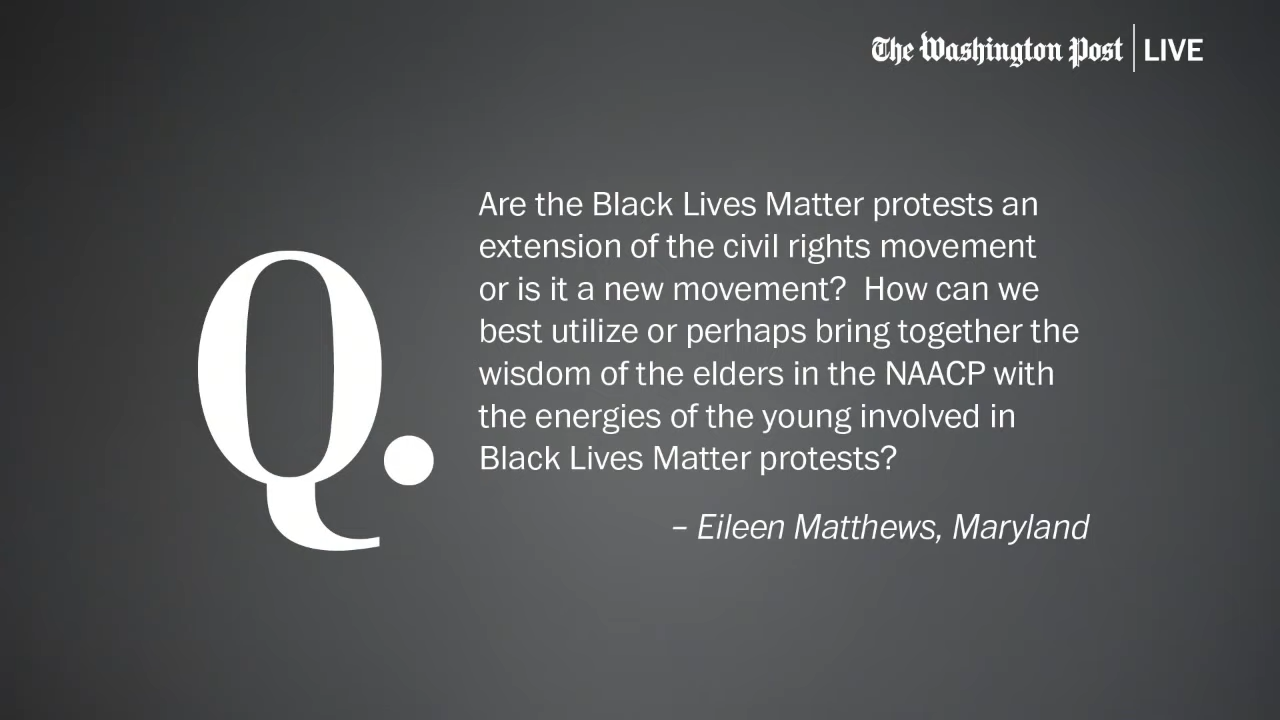 The Washington Post | LIVE
Q.
Are the Black Lives Matter protests an
extension of the civil rights movement
or is it a new movement?  How can we
best utilize or perhaps bring together the
wisdom of the elders in the NAACP with
the energies of the young involved in
Black Lives Matter protests?
– Eileen Matthews, Maryland